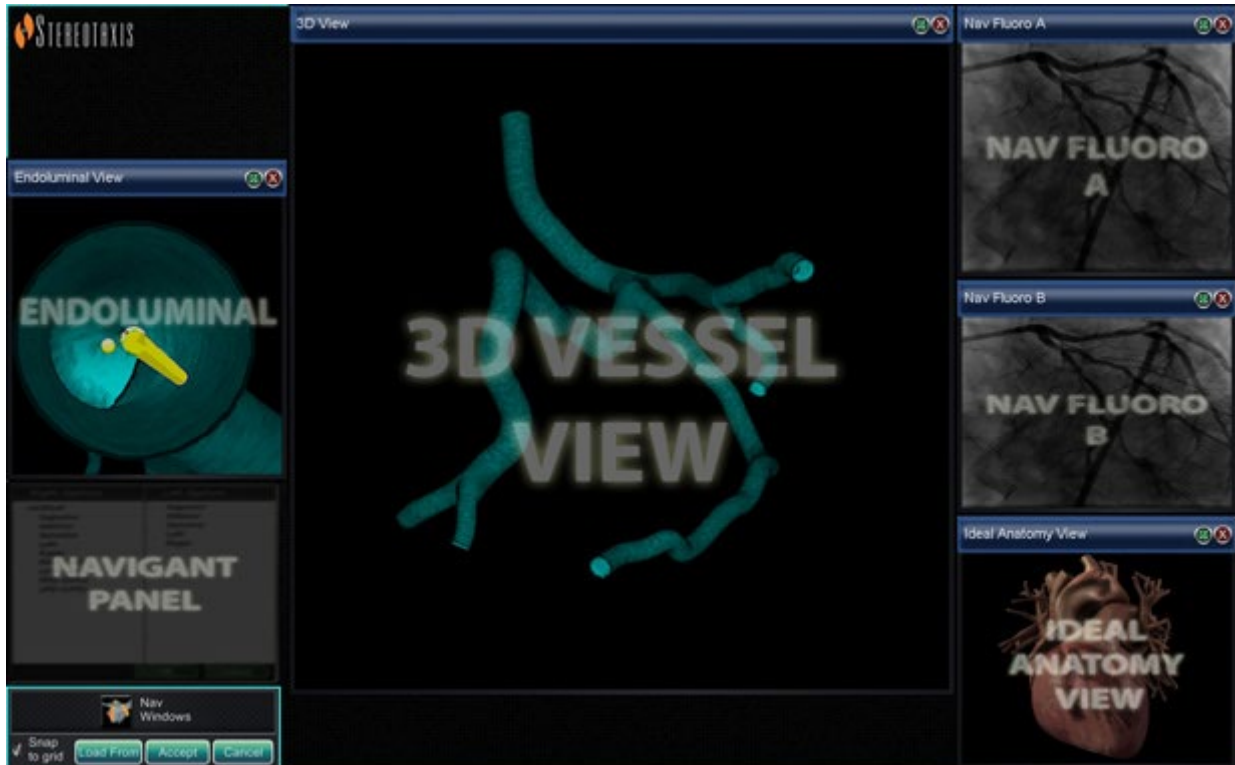 STEREOTAXIS
3D View
Nav Fluoro A
NAV FLUORO
A
Endoluminal View
ENDOLUMINAL
3D VESSEL
VIEW
Nav Fluoro B
NAV FLUORO
B
NAVIGANT
PANEL
Ideal Anatomy View
IDEAL
ANATOMY
VIEW
Nav
Windows
Snap
to grid
Load From
Accept
Cancel